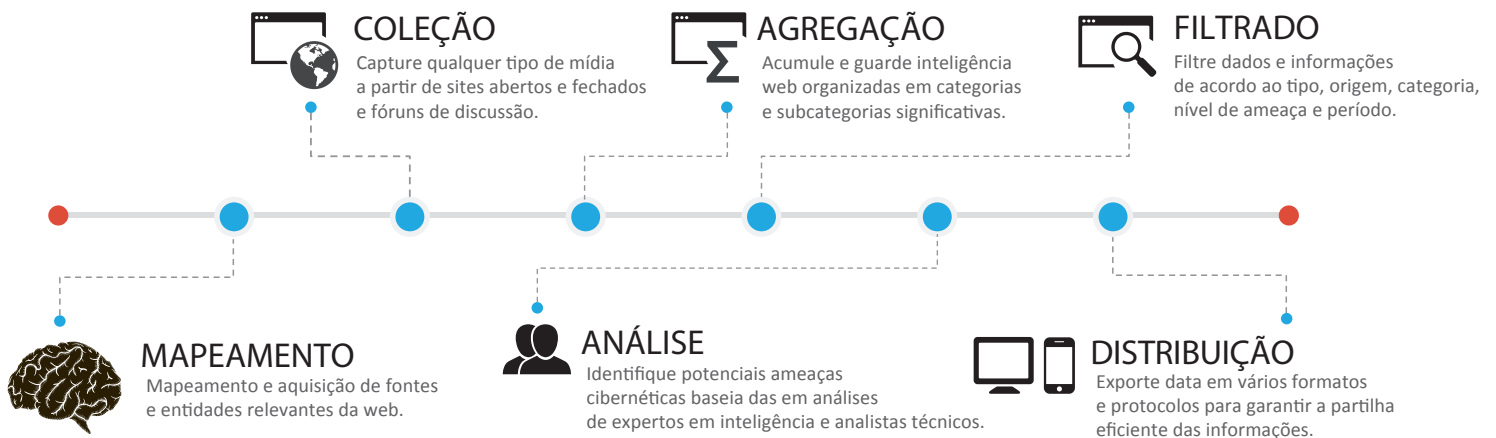 COLEÇÃO
Capture qualquer tipo de mídia
a partir de sites abertos e fechados
e fóruns de discussão.
AGREGAÇÃO
Acumule e guarde inteligência
web organizadas em categorias
e subcategorias significativas.
FILTRADO
Filtre dados e informações
de acordo ao tipo, origem, categoria,
nível de ameaça e período.
MAPEAMENTO
Mapeamento e aquisição de fontes
e entidades relevantes da web.
ANÁLISE
Identifique potenciais ameaças
cibernéticas baseia das em análises
de expertos em inteligência e analistas técnicos.
DISTRIBUIÇÃO
Exporte data em vários formatos
e protocolos para garantir a partilha
eficiente das informações.